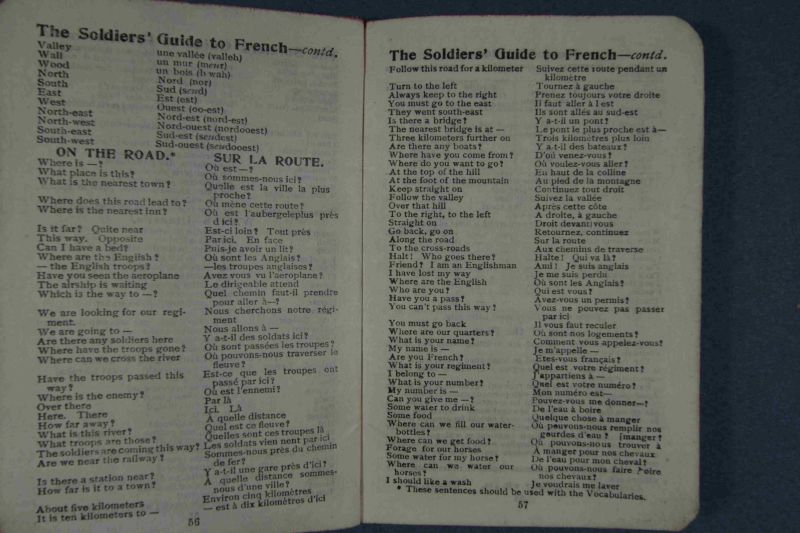 The Soldiers' Guide to French—contd.
Valley une vallée (valleh)
Wall un mur (meur)
Wood un bois (b wah)
North Nord (nor)
South Sud (seud)
East Est (est)
West Ouest (oo-est)
North-east Nord-est (nord-est)
North-west Nord-ouest (nordooest)
South-east Sud-est (seudest)
South-west Sud-ouest (seudooest)
ON THE ROAD.* SUR LA ROUTE.
Where is —? Où est—?
What place is this? Où sommes-nous ici?
What is the nearest town? Quelle est la ville la plus
proche?
Where does this road lead to? Où mène cette route?
Where is the nearest inn? Où est l'aubergeleplus près
d'ici?
Is it far? Quite near Est-ci loin? Tout près
This way. Opposite Par ici. En face
Can I have a bed? Puis-je avoir un lit?
Where are the English? Où sont les Anglais?
— the English troops? —les troupes anglaises?
Have you seen the aeroplane Avez vous vu l'aeroplane?
The airship is waiting Le dirigeable attend
Which is the way to —? Quel chemin faut-il prendre
pour aller à—?
We are looking for our regi- Nous cherchons notre régi-
ment. ment
We are going to — Nous allons à —
Are there any soldiers here Y a-t-il des soldats ici?
Where have the troops gone? Où sont passées les troupes?
Where can we cross the river Où pouvons-nous traverser le
fleuve?
Have the troops passed this Est-ce que les troupes ont
way? passé par ici?
Where is the enemy? Où est l'ennemi?
Over there Par là
Here. There Ici. Là
How far away? A quelle distance
What is this river? Quel est ce fleuve?
What troops are those? Quelles sont ces troupes là
The soldiers are coming this way? Les soldats vien nent par ici
Are we near the railway? Sommes-nous près du chemin
de fer?
Is there a station near? Y a-t-il une gare près d'ici?
How far is it to a town? A quelle distance sommes-
nous d'une ville?
About five kilometers Environ cinq kilomètres
It is ten kilometers to — — est à dix kilomètres d'ici
56
The Soldiers' Guide to French—contd.
Follow this road for a kilometer Suivez cette route pendant un
kilomètre
Turn to the left Tournez à gauche
Always keep to the right Prenez toujours votre droite
You must go to the east Il faut aller à l est
They went south-east Ils sont allés au sud-est
Is there a bridge? Y a-t-il un pont?
The nearest bridge is at — Le pont le plus proche est à—
Three kilometers further on Trois kilomètres plus loin
Are there any boats? Y a-t-il des bateaux?
Where have you come from? D'où venez-vous?
Where do you want to go? Où voulez-vous aller?
At the top of the hill En haut de la colline
At the foot of the mountain Au pied de la montagne
Keep straight on Continuez tout droit
Follow the valley Suivez la vallée
Over that hill Après cette côte
To the right, to the left A droite, à gauche
Straight on Droit devant vous
Go back, go on Retournez, continuez
Along the road Sur la route
To the cross-roads Aux chemins de traverse
Halt! Who goes there? Halte! Qui va là?
Friend? I am an Englishman Ami! Je suis anglais
I have lost my way Je me suis perdu
Where are the English Où sont les Anglais?
Who are you? Qui est vous?
Have you a pass? Avez-vous un permis?
You can't pass this way? Vous ne pouvez pas passer
par ici
You must go back Il vous faut reculer
Where are our quarters? Où sont nos logements?
What is your name? Comment vous appelez-vous?
My name is — Je m'appelle —
Are you French? Etes-vous français?
What is your regiment? Quel est votre régiment?
I belong to — J'appartiens à —
What is your number? Quel est votre numéro?
My number is — Mon numéro est—
Can you give me —? Pouvez-vous me donner—?
Some water to drink De l'eau à boire
Some food Quelque chose à manger
Where can we fill our water- Où pouvons-nous remplir nos
bottles? gourdes d'eau? [manger?
Where can we get food? Où pouvons-nous trouver à
Forage for our horses A manger pour nos chevaux
Some water for my horse? De l'eau pour mon cheval?
Where can we water our Où pouvons-nous faire boire
horses? nos chevaux?
I should like a wash Je voudrais me laver
* These sentences should be used with the Vocabularies.
57